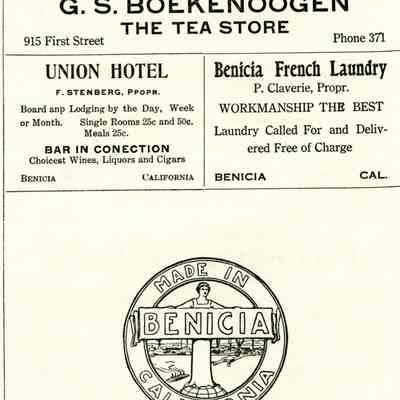 G. S. BOEKENOOGEN
THE TEA STORE
915 First Street
Phone 371
UNION HOTEL
F. STENBERG, PPOPR.
Board anp Lodging by the Day, Week
or Month. Single Rooms 25c and 50c.
Meals 25c.
BAR IN CONECTION
Choicest Wines, Liquors and Cigars
BENICIA CALIFORNIA
Benicia French Laundry
P. Claverie, Propr.
WORKMANSHIP THE BEST
Laundry Called For and Deliv-
ered Free of Charge
BENICIA CAL.
MADE IN
BENICIA
CALIFORNIA